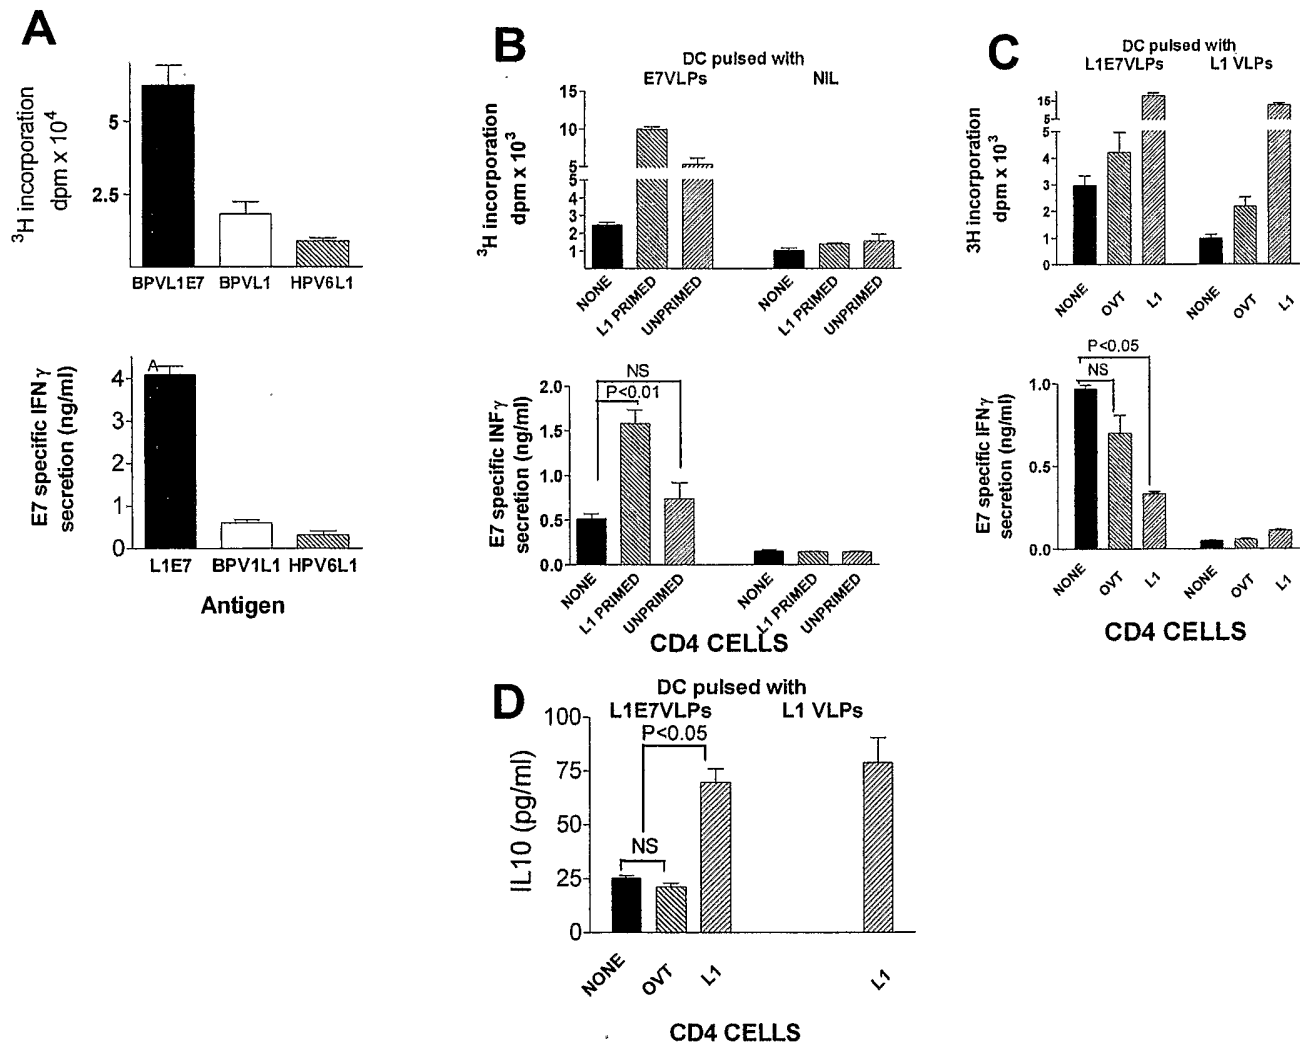 A
³H incorporation
dpm x 10⁴
5
2.5
BPVL1E7 BPVL1 HPV6L1
E7 specific IFNγ
secretion (ng/ml)
A
4
3
2
1
0
L1E7 BPV1L1 HPV6L1
Antigen
B
DC pulsed with
E7VLPs NIL
³H incorporation
dpm x 10³
15
10
5
5
4
3
2
1
NONE
L1 PRIMED
UNPRIMED
NONE
L1 PRIMED
UNPRIMED
E7 specific INFγ
secretion (ng/ml)
2.0
1.5
1.0
0.5
0.0
NS
P<0.01
NONE
L1 PRIMED
UNPRIMED
NONE
L1 PRIMED
UNPRIMED
CD4 CELLS
C
DC pulsed with
L1E7VLPs L1 VLPs
3H incorporation
dpm x 10³
15
5
5
4
3
2
1
0
NONE
OVT
L1
NONE
OVT
L1
E7 specific IFNγ
secretion (ng/ml)
1.0
0.5
0.0
P<0.05
NS
NONE
OVT
L1
NONE
OVT
L1
CD4 CELLS
D
DC pulsed with
L1E7VLPs L1 VLPs
IL10 (pg/ml)
100
75
50
25
0
P<0.05
NS
NONE
OVT
L1
L1
CD4 CELLS